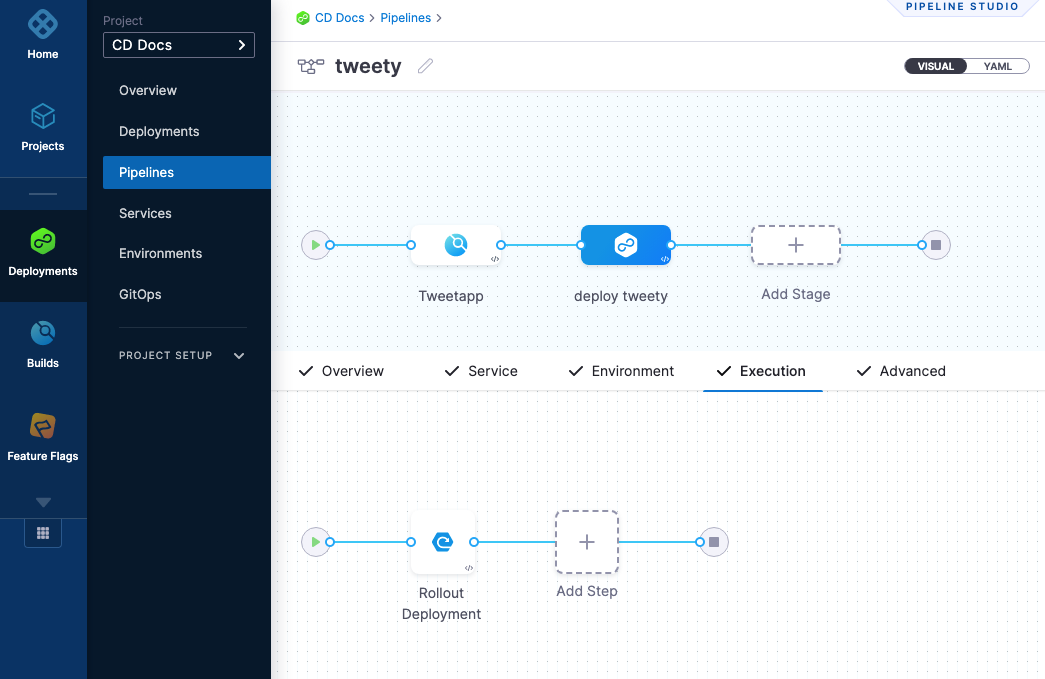 Home
Projects
Deployments
Builds
Feature Flags
Project
CD Docs
Overview
Deployments
Pipelines
Services
Environments
GitOps
PROJECT SETUP
CD Docs > Pipelines >
PIPELINE STUDIO
tweety
VISUAL YAML
</>
</>
Tweetapp
deploy tweety
Add Stage
Overview
Service
Environment
Execution
Advanced
</>
Rollout
Deployment
Add Step